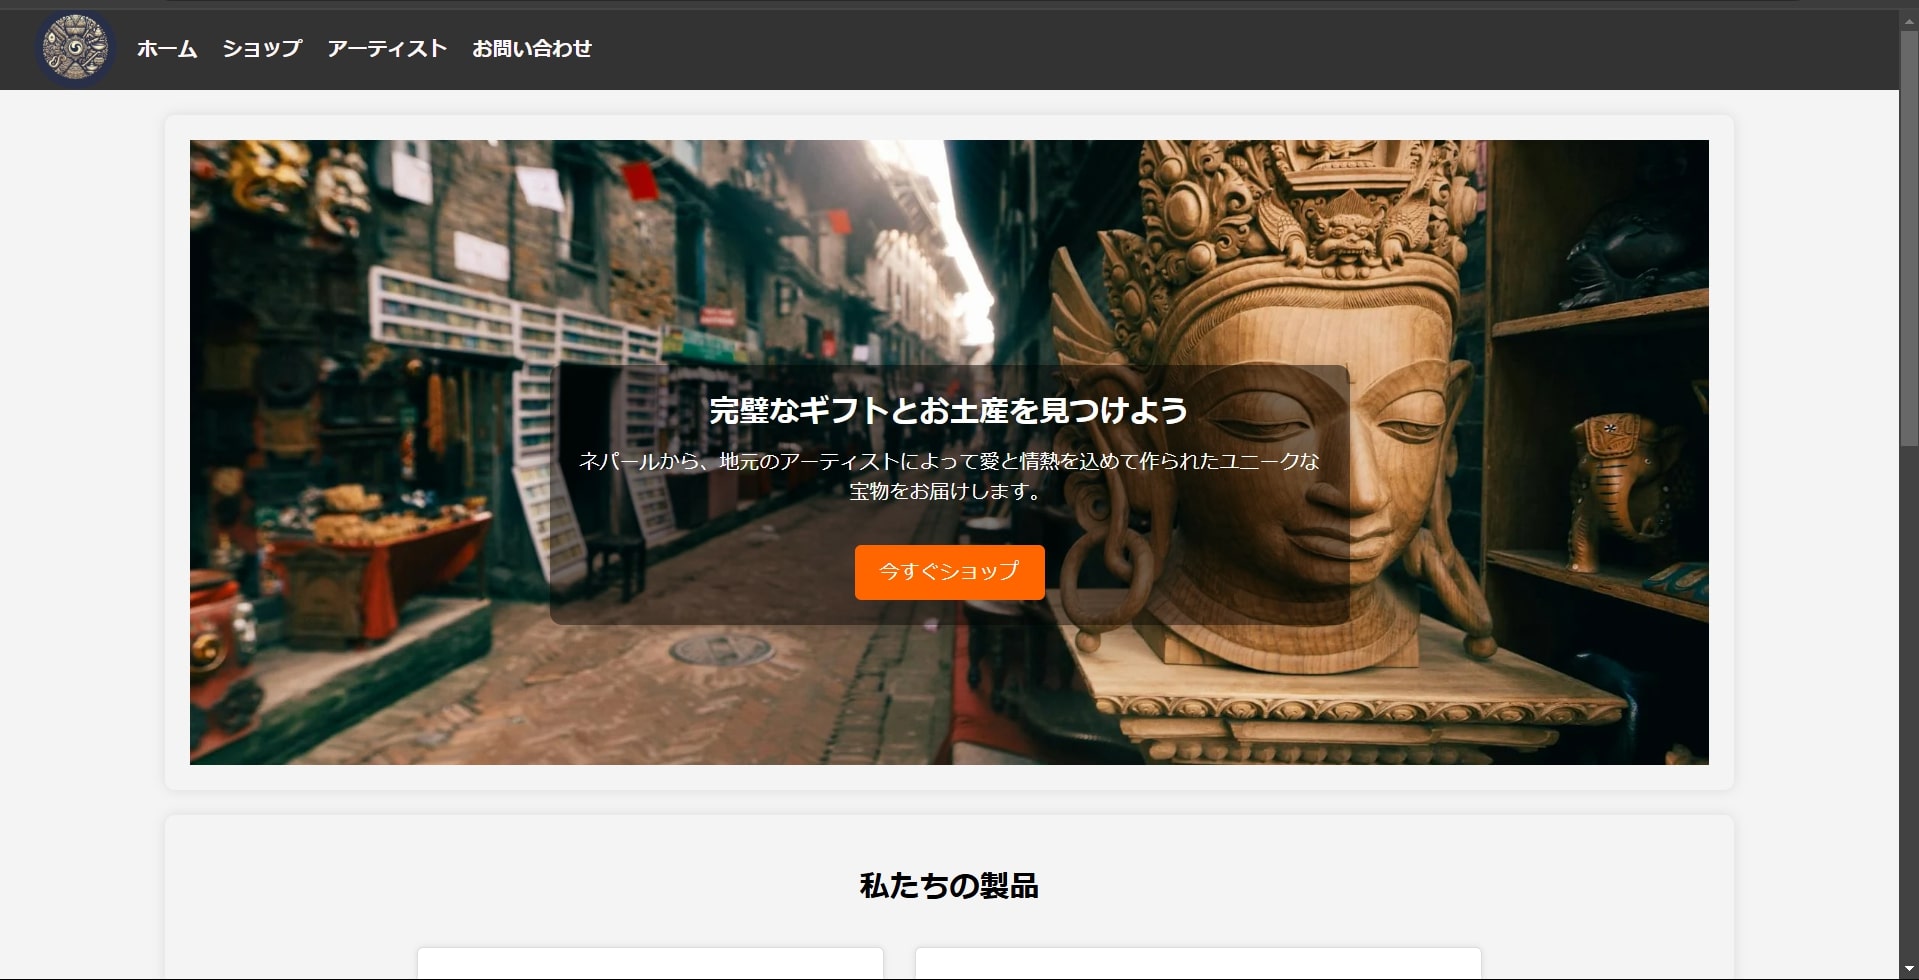 ホーム ショップ アーティスト お問い合わせ
完璧なギフトとお土産を見つけよう
ネパールから、地元のアーティストによって愛と情熱を込めて作られたユニークな
宝物をお届けします。
今すぐショップ
私たちの製品